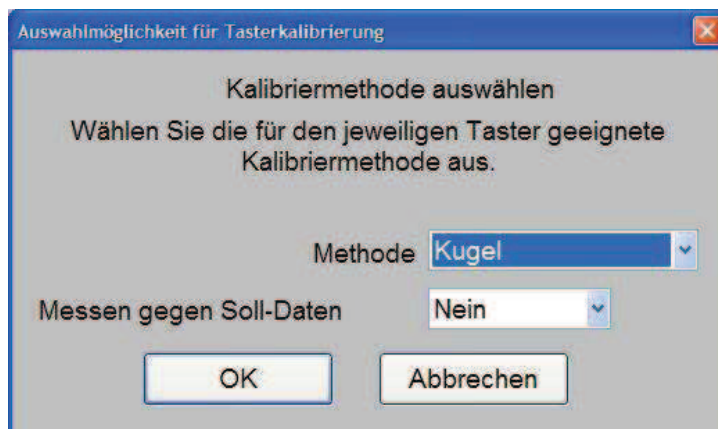 Auswahlmöglichkeit für Tasterkalibrierung
Kalibriermethode auswählen
Wählen Sie die für den jeweiligen Taster geeignete
Kalibriermethode aus.
Methode Kugel
Messen gegen Soll-Daten Nein
OK Abbrechen